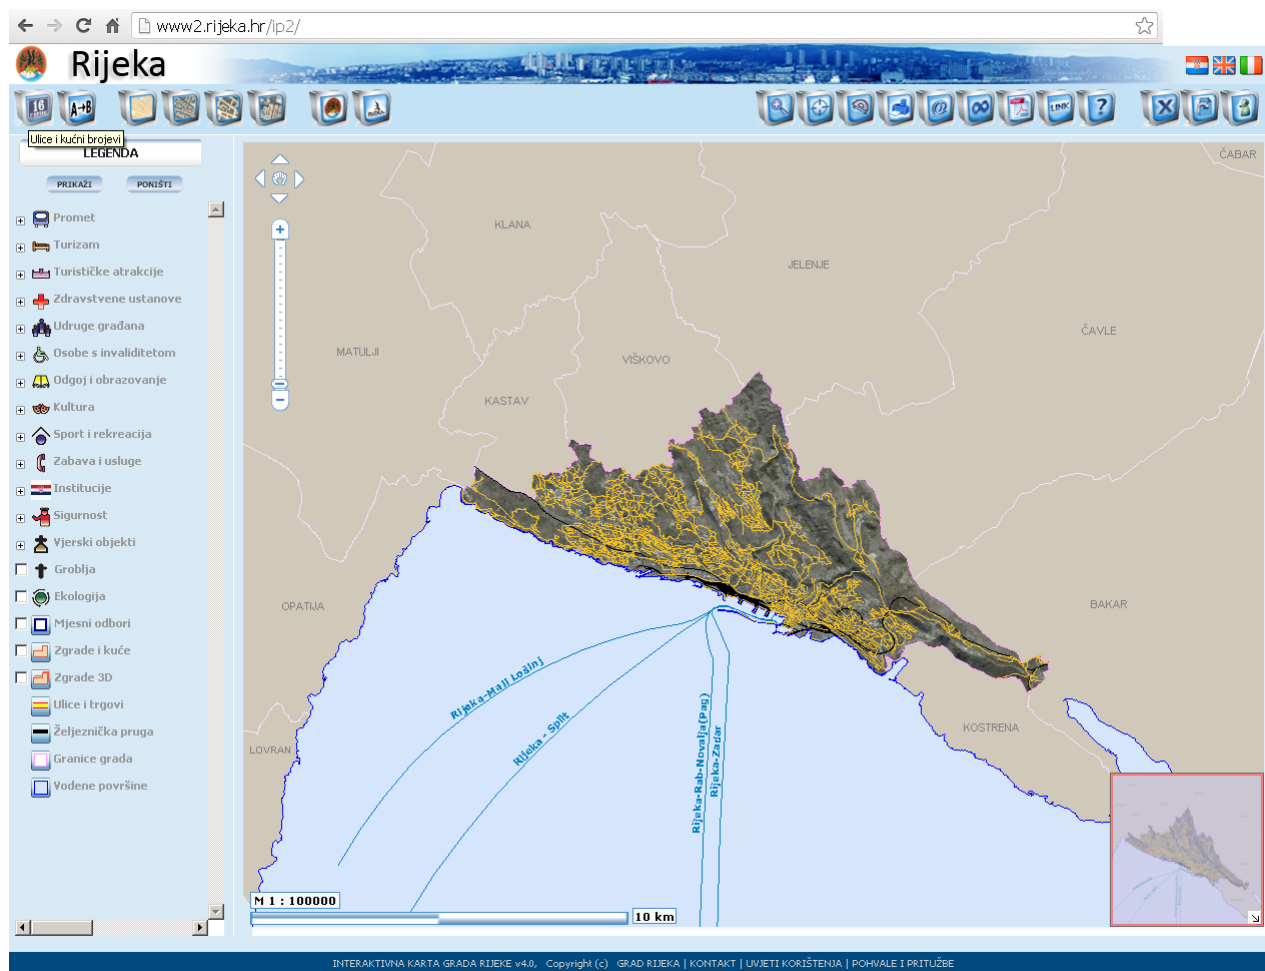 www2.rijeka.hr/ip2/
Rijeka
16
A→B
LINK
?
Ulice i kućni brojevi
LEGENDA
PRIKAŽI
PONIŠTI
Promet
Turizam
Turističke atrakcije
Zdravstvene ustanove
Udruge građana
Osobe s invaliditetom
Odgoj i obrazovanje
Kultura
Sport i rekreacija
Zabava i usluge
Institucije
Sigurnost
Vjerski objekti
Groblja
Ekologija
Mjesni odbori
Zgrade i kuće
Zgrade 3D
Ulice i trgovi
Željeznička pruga
Granice grada
Vodene površine
ČABAR
KLANA
JELENJE
ČAVLE
MATULJI
VIŠKOVO
KASTAV
OPATIJA
BAKAR
KOSTRENA
LOVRAN
Rijeka-Mali Lošinj
Rijeka - Split
Rijeka-Rab-Novalja(Pag)
Rijeka-Zadar
M 1 : 100000
10 km
INTERAKTIVNA KARTA GRADA RIJEKE v4.0, Copyright (c) GRAD RIJEKA | KONTAKT | UVJETI KORIŠTENJA | POHVALE I PRITUŽBE